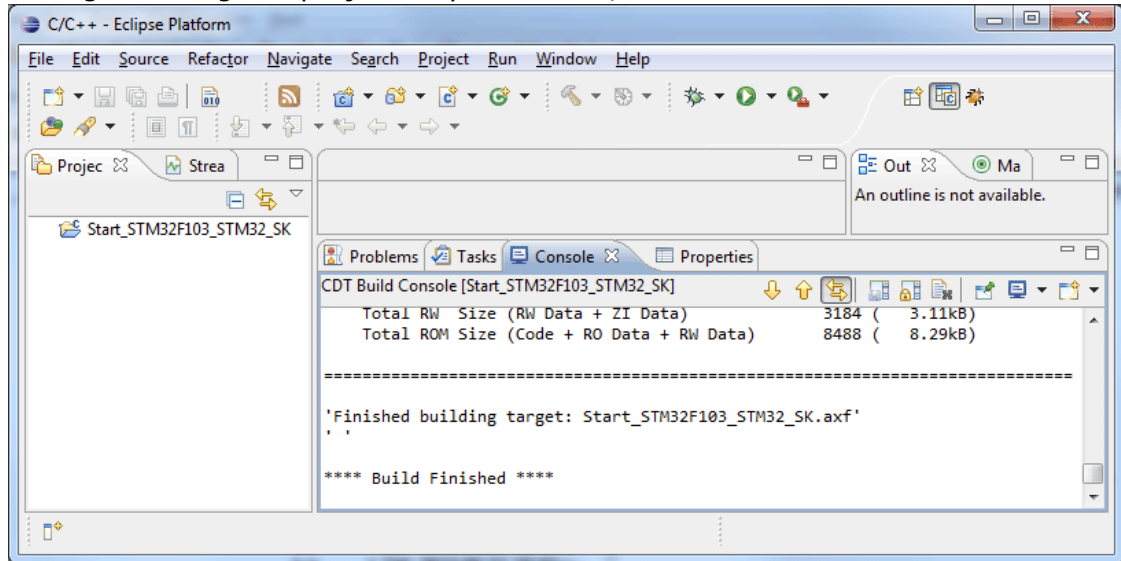 C/C++ - Eclipse Platform
File Edit Source Refactor Navigate Search Project Run Window Help
Projec Strea
Start_STM32F103_STM32_SK
Out Ma
An outline is not available.
Problems Tasks Console Properties
CDT Build Console [Start_STM32F103_STM32_SK]
Total RW Size (RW Data + ZI Data) 3184 ( 3.11kB)
Total ROM Size (Code + RO Data + RW Data) 8488 ( 8.29kB)
==============================================================================
'Finished building target: Start_STM32F103_STM32_SK.axf'
' '
**** Build Finished ****